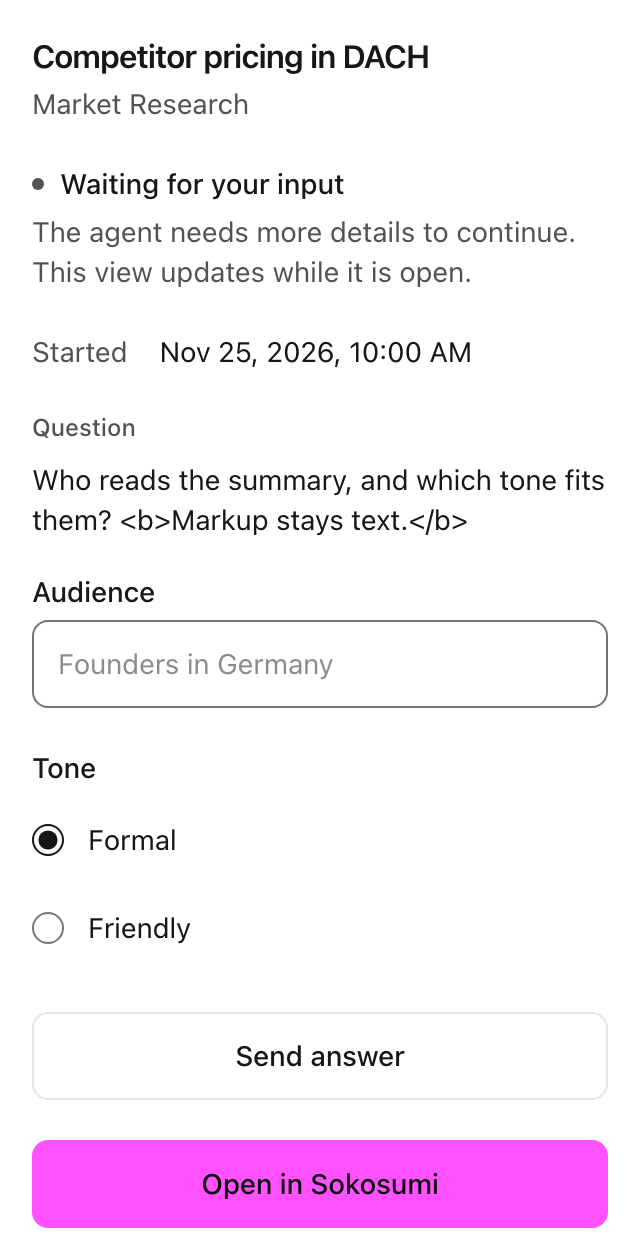 Competitor pricing in DACH
Market Research
Waiting for your input
The agent needs more details to continue.
This view updates while it is open.
Started Nov 25, 2026, 10:00 AM
Question
Who reads the summary, and which tone fits
them? <b>Markup stays text.</b>
Audience
Founders in Germany
Tone
Formal
Friendly
Send answer
Open in Sokosumi